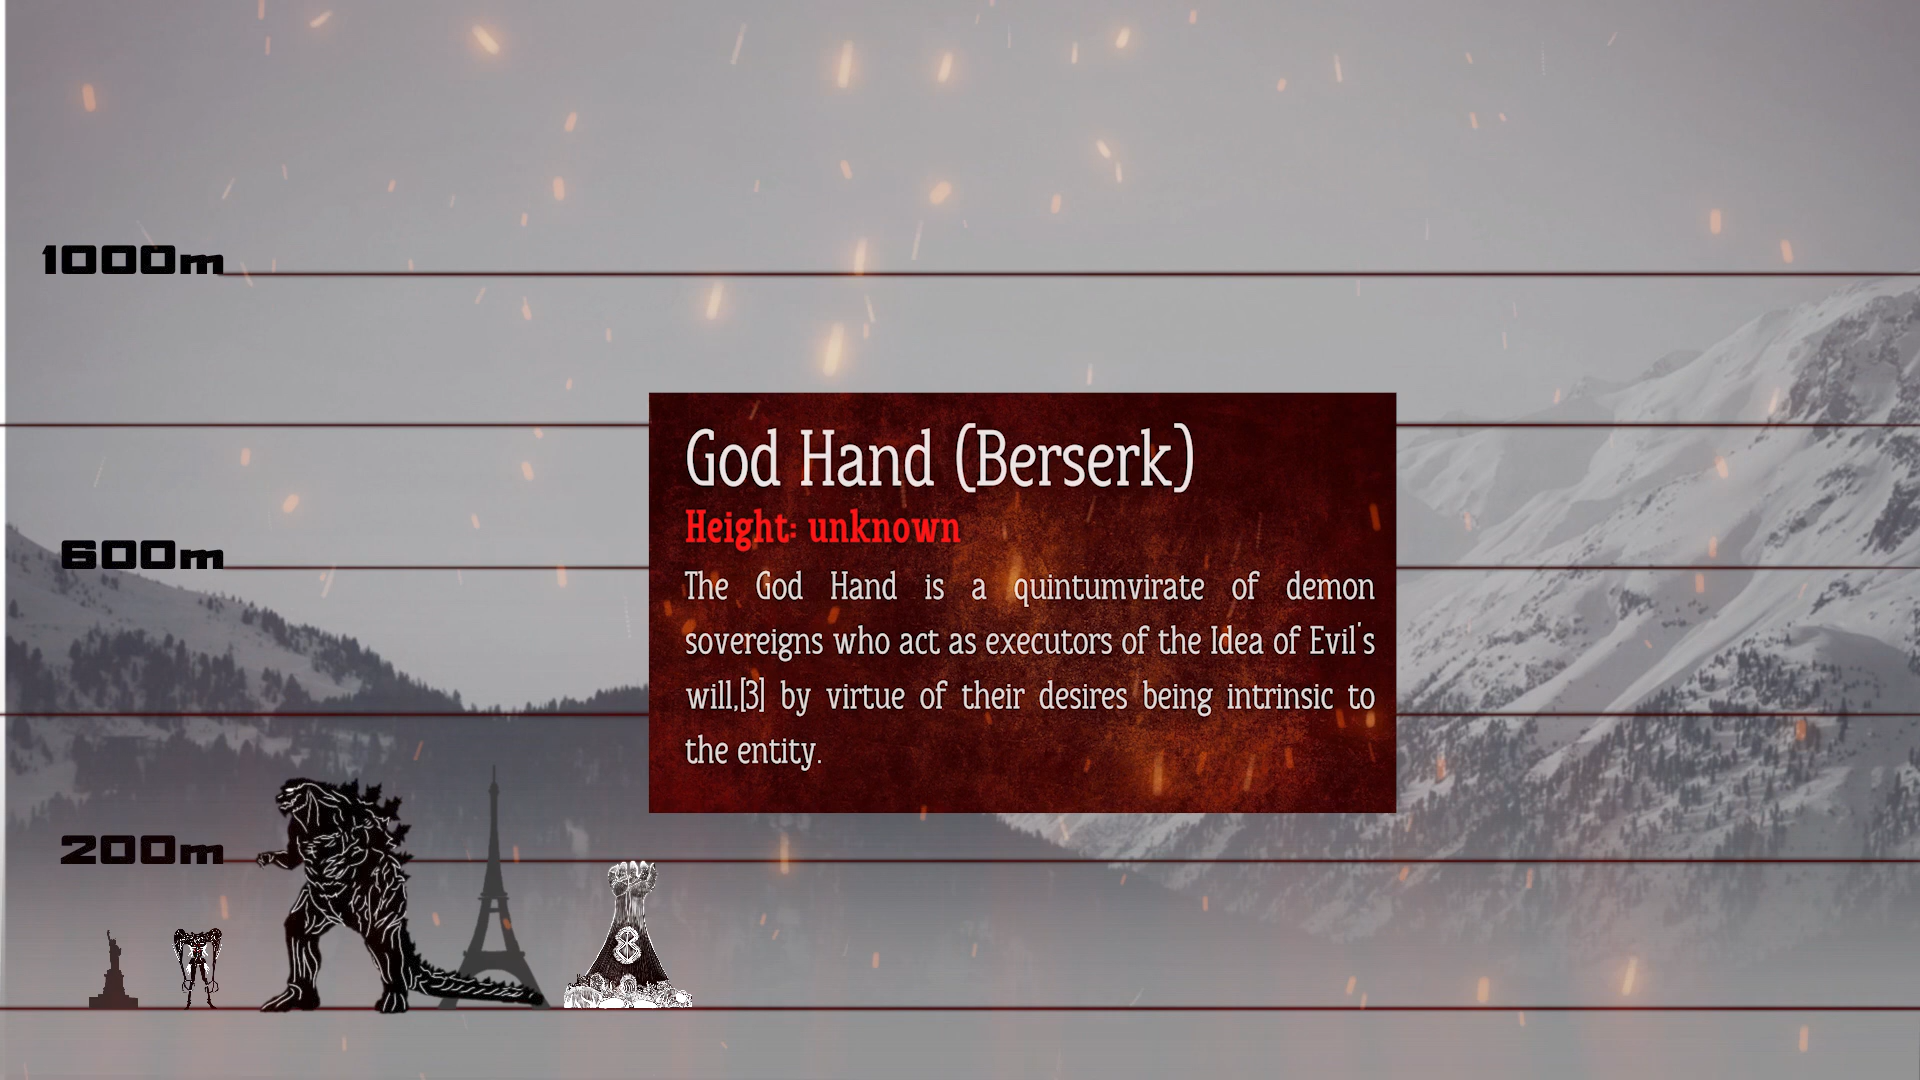 1000m
God Hand (Berserk)
Height: unknown
600m
The God Hand is a quintumvirate of demon
sovereigns who act as executors of the Idea of Evil's
will,[3] by virtue of their desires being intrinsic to
the entity.
200m